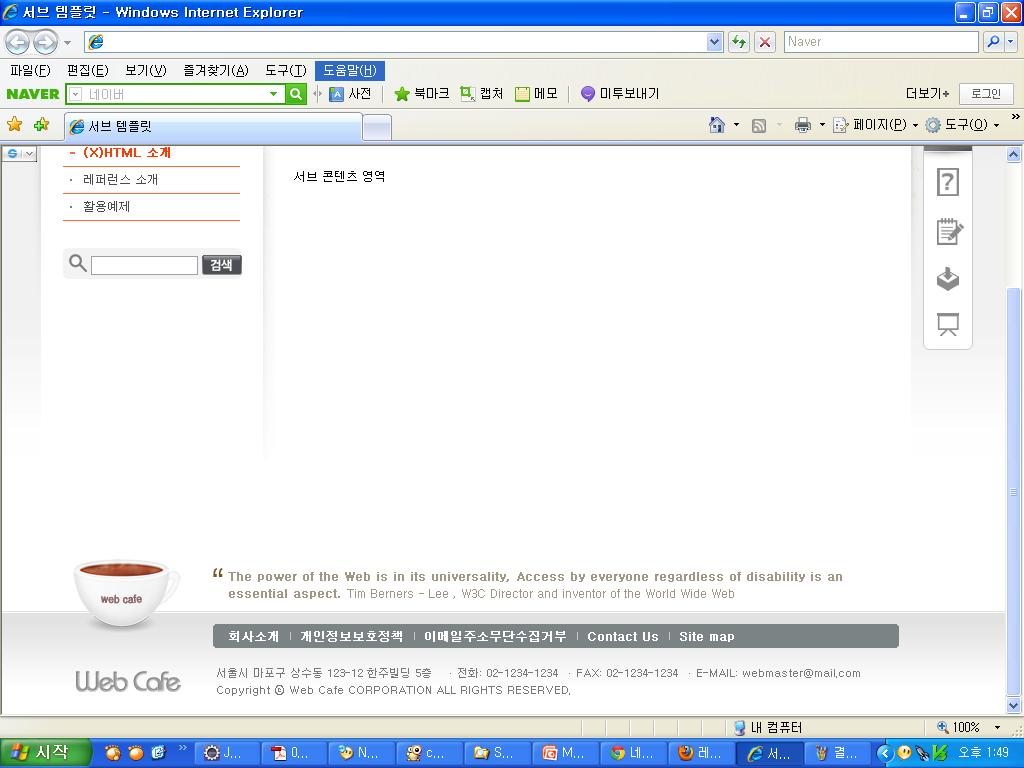 서브 템플릿 - Windows Internet Explorer
Naver
파일(F) 편집(E) 보기(V) 즐겨찾기(A) 도구(T) 도움말(H)
NAVER 네이버 사전 북마크 캡처 메모 미투보내기 더보기+ 로그인
서브 템플릿 페이지(P) 도구(O) »
- (X)HTML 소개
· 레퍼런스 소개
· 활용예제
서브 콘텐츠 영역
검색
web cafe
“ The power of the Web is in its universality, Access by everyone regardless of disability is an
essential aspect. Tim Berners - Lee , W3C Director and inventor of the World Wide Web
회사소개 | 개인정보보호정책 | 이메일주소무단수집거부 | Contact Us | Site map
Web Cafe
서울시 마포구 상수동 123-12 한주빌딩 5층 · 전화: 02-1234-1234 · FAX: 02-1234-1234 · E-MAIL: webmaster@mail.com
Copyright ⓒ Web Cafe CORPORATION ALL RIGHTS RESERVED.
내 컴퓨터 100%
시작 » J... 0... N... c... S... M... 네... 레... 서... 결... 오후 1:49